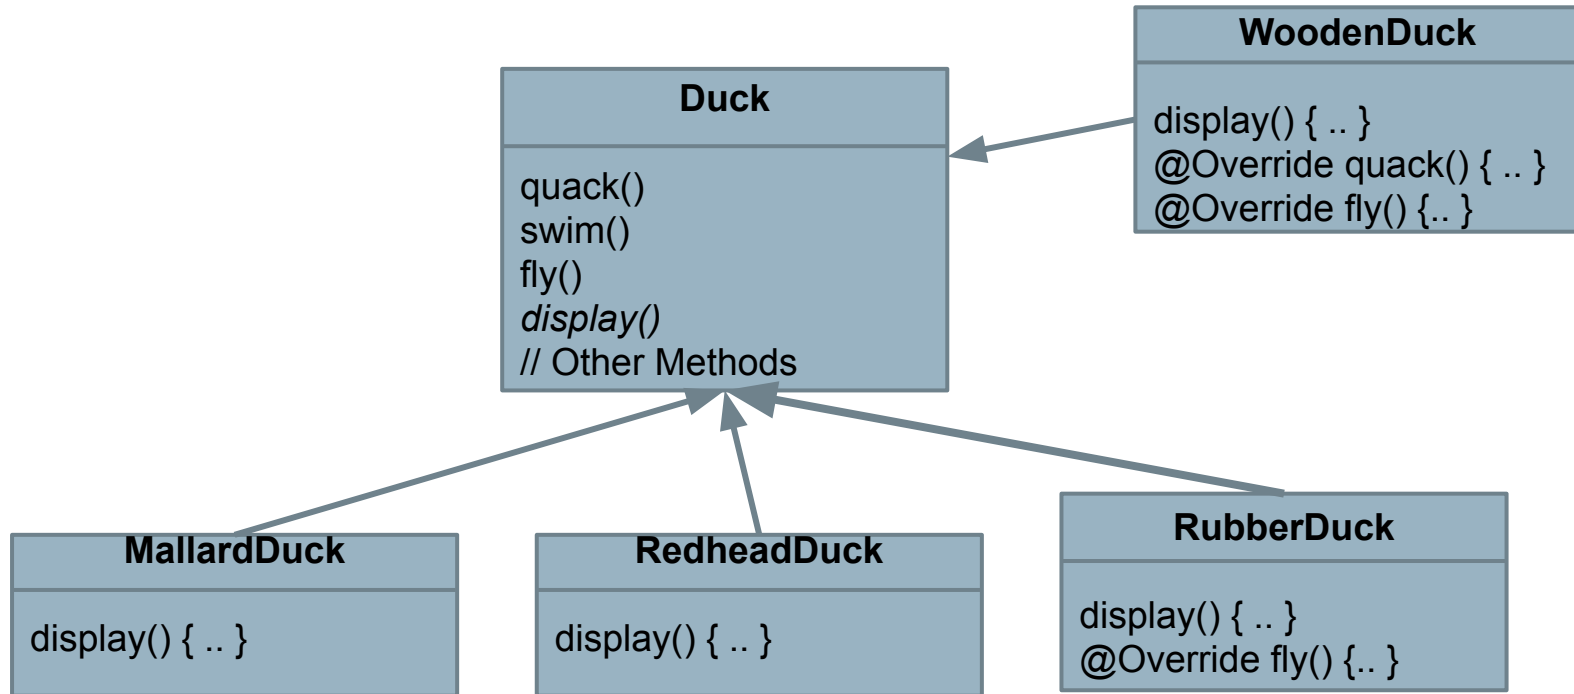 WoodenDuck
display() { .. }
@Override quack() { .. }
@Override fly() {.. }
Duck
quack()
swim()
fly()
display()
// Other Methods
MallardDuck
display() { .. }
RedheadDuck
display() { .. }
RubberDuck
display() { .. }
@Override fly() {.. }